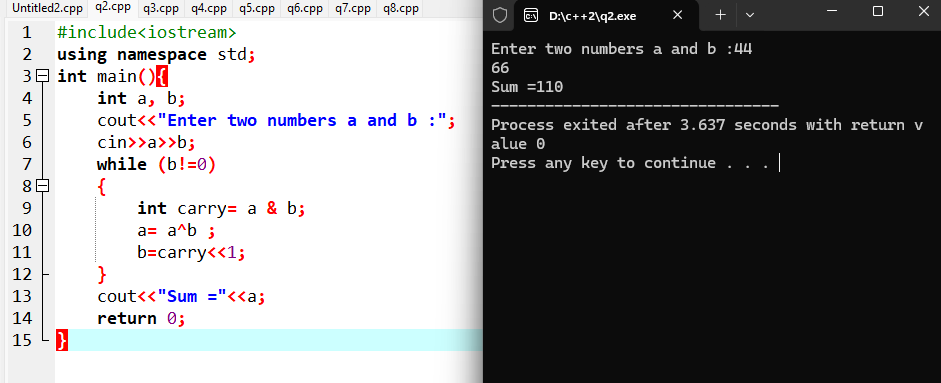 Untitled2.cpp q2.cpp q3.cpp q4.cpp q5.cpp q6.cpp q7.cpp q8.cpp
1 #include<iostream>
2 using namespace std;
3 int main(){
4 int a, b;
5 cout<<"Enter two numbers a and b :";
6 cin>>a>>b;
7 while (b!=0)
8 {
9 int carry= a & b;
10 a= a^b ;
11 b=carry<<1;
12 }
13 cout<<"Sum ="<<a;
14 return 0;
15 }
D:\c++2\q2.exe
Enter two numbers a and b :44
66
Sum =110
--------------------------------
Process exited after 3.637 seconds with return v
alue 0
Press any key to continue . . .